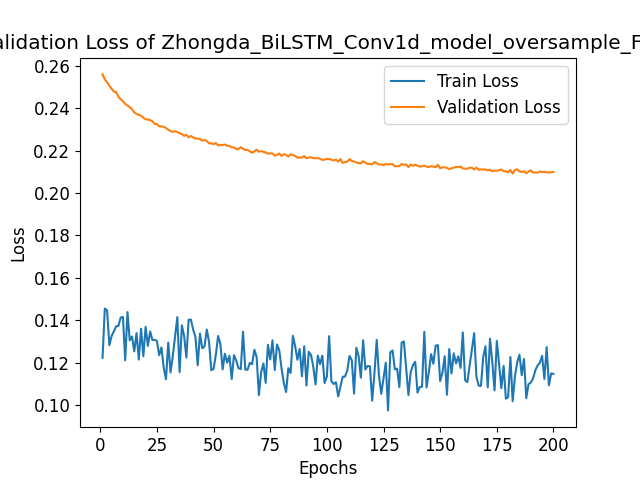 alidation Loss of Zhongda_BiLSTM_Conv1d_model_oversample_F
Train Loss
Validation Loss
0.26
0.24
0.22
0.20
0.18
0.16
0.14
0.12
0.10
Loss
0 25 50 75 100 125 150 175 200
Epochs